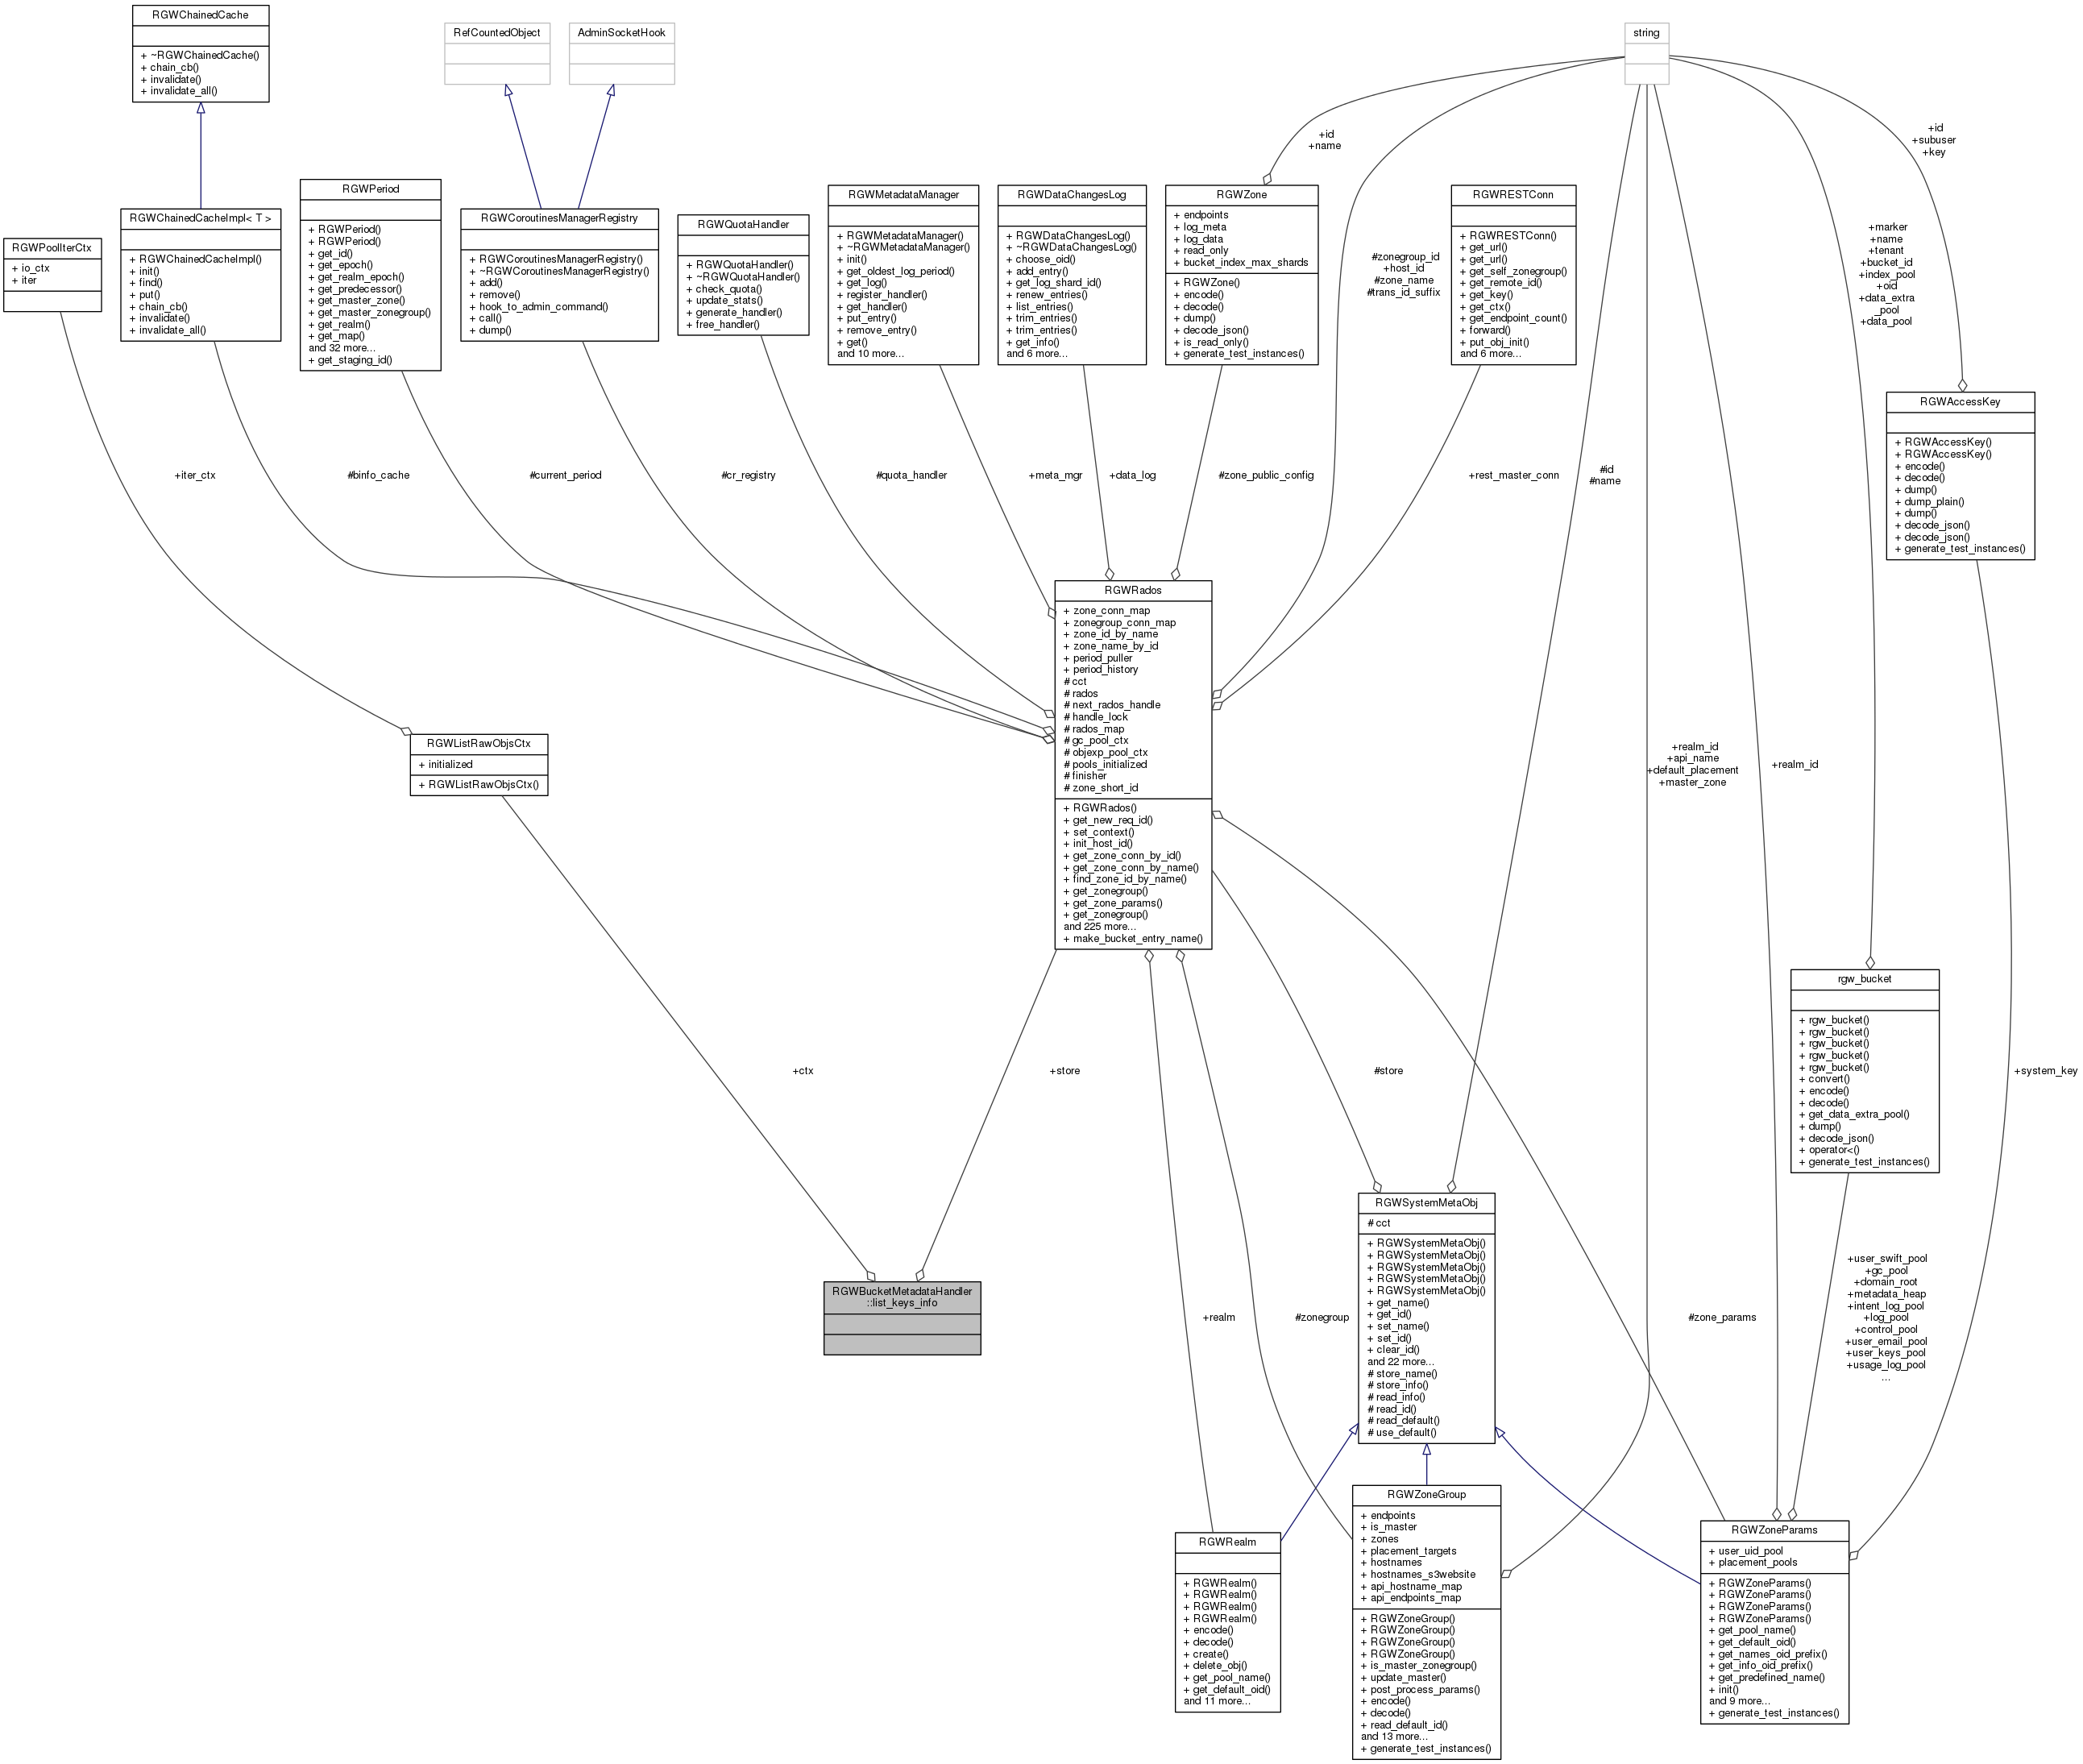 RGWChainedCache
+ ~RGWChainedCache()
+ chain_cb()
+ invalidate()
+ invalidate_all()
RefCountedObject
AdminSocketHook
string
RGWPoolIterCtx
+ io_ctx
+ iter
RGWChainedCacheImpl< T >
+ RGWChainedCacheImpl()
+ init()
+ find()
+ put()
+ chain_cb()
+ invalidate()
+ invalidate_all()
RGWPeriod
+ RGWPeriod()
+ RGWPeriod()
+ get_id()
+ get_epoch()
+ get_realm_epoch()
+ get_predecessor()
+ get_master_zone()
+ get_master_zonegroup()
+ get_realm()
+ get_map()
and 32 more...
+ get_staging_id()
RGWCoroutinesManagerRegistry
+ RGWCoroutinesManagerRegistry()
+ ~RGWCoroutinesManagerRegistry()
+ add()
+ remove()
+ hook_to_admin_command()
+ call()
+ dump()
RGWQuotaHandler
+ RGWQuotaHandler()
+ ~RGWQuotaHandler()
+ check_quota()
+ update_stats()
+ generate_handler()
+ free_handler()
RGWMetadataManager
+ RGWMetadataManager()
+ ~RGWMetadataManager()
+ init()
+ get_oldest_log_period()
+ get_log()
+ register_handler()
+ get_handler()
+ put_entry()
+ remove_entry()
+ get()
and 10 more...
RGWDataChangesLog
+ RGWDataChangesLog()
+ ~RGWDataChangesLog()
+ choose_oid()
+ add_entry()
+ get_log_shard_id()
+ renew_entries()
+ list_entries()
+ trim_entries()
+ trim_entries()
+ get_info()
and 6 more...
RGWZone
+ endpoints
+ log_meta
+ log_data
+ read_only
+ bucket_index_max_shards
+ RGWZone()
+ encode()
+ decode()
+ dump()
+ decode_json()
+ is_read_only()
+ generate_test_instances()
+id
+name
#zonegroup_id
+host_id
#zone_name
#trans_id_suffix
RGWRESTConn
+ RGWRESTConn()
+ get_url()
+ get_url()
+ get_self_zonegroup()
+ get_remote_id()
+ get_key()
+ get_ctx()
+ get_endpoint_count()
+ forward()
+ put_obj_init()
and 6 more...
+marker
+name
+tenant
+bucket_id
+index_pool
+oid
+data_extra
_pool
+data_pool
+id
+subuser
+key
RGWAccessKey
+ RGWAccessKey()
+ RGWAccessKey()
+ encode()
+ decode()
+ dump()
+ dump_plain()
+ dump()
+ decode_json()
+ decode_json()
+ generate_test_instances()
+iter_ctx
#binfo_cache
#current_period
#cr_registry
#quota_handler
+meta_mgr
+data_log
#zone_public_config
+rest_master_conn
#id
#name
RGWListRawObjsCtx
+ initialized
+ RGWListRawObjsCtx()
RGWRados
+ zone_conn_map
+ zonegroup_conn_map
+ zone_id_by_name
+ zone_name_by_id
+ period_puller
+ period_history
# cct
# rados
# next_rados_handle
# handle_lock
# rados_map
# gc_pool_ctx
# objexp_pool_ctx
# pools_initialized
# finisher
# zone_short_id
+ RGWRados()
+ get_new_req_id()
+ set_context()
+ init_host_id()
+ get_zone_conn_by_id()
+ get_zone_conn_by_name()
+ find_zone_id_by_name()
+ get_zonegroup()
+ get_zone_params()
+ get_zonegroup()
and 225 more...
+ make_bucket_entry_name()
+realm_id
+api_name
+default_placement
+master_zone
+realm_id
rgw_bucket
+ rgw_bucket()
+ rgw_bucket()
+ rgw_bucket()
+ rgw_bucket()
+ rgw_bucket()
+ convert()
+ encode()
+ decode()
+ get_data_extra_pool()
+ dump()
+ decode_json()
+ operator<()
+ generate_test_instances()
+ctx
+store
#store
+system_key
RGWBucketMetadataHandler
::list_keys_info
RGWSystemMetaObj
# cct
+ RGWSystemMetaObj()
+ RGWSystemMetaObj()
+ RGWSystemMetaObj()
+ RGWSystemMetaObj()
+ RGWSystemMetaObj()
+ get_name()
+ get_id()
+ set_name()
+ set_id()
+ clear_id()
and 22 more...
# store_name()
# store_info()
# read_info()
# read_id()
# read_default()
# use_default()
+realm
#zonegroup
#zone_params
+user_swift_pool
+gc_pool
+domain_root
+metadata_heap
+intent_log_pool
+log_pool
+control_pool
+user_email_pool
+user_keys_pool
+usage_log_pool
...
RGWRealm
+ RGWRealm()
+ RGWRealm()
+ RGWRealm()
+ RGWRealm()
+ encode()
+ decode()
+ create()
+ delete_obj()
+ get_pool_name()
+ get_default_oid()
and 11 more...
RGWZoneGroup
+ endpoints
+ is_master
+ zones
+ placement_targets
+ hostnames
+ hostnames_s3website
+ api_hostname_map
+ api_endpoints_map
+ RGWZoneGroup()
+ RGWZoneGroup()
+ RGWZoneGroup()
+ RGWZoneGroup()
+ is_master_zonegroup()
+ update_master()
+ post_process_params()
+ encode()
+ decode()
+ read_default_id()
and 13 more...
+ generate_test_instances()
RGWZoneParams
+ user_uid_pool
+ placement_pools
+ RGWZoneParams()
+ RGWZoneParams()
+ RGWZoneParams()
+ RGWZoneParams()
+ get_pool_name()
+ get_default_oid()
+ get_names_oid_prefix()
+ get_info_oid_prefix()
+ get_predefined_name()
+ init()
and 9 more...
+ generate_test_instances()